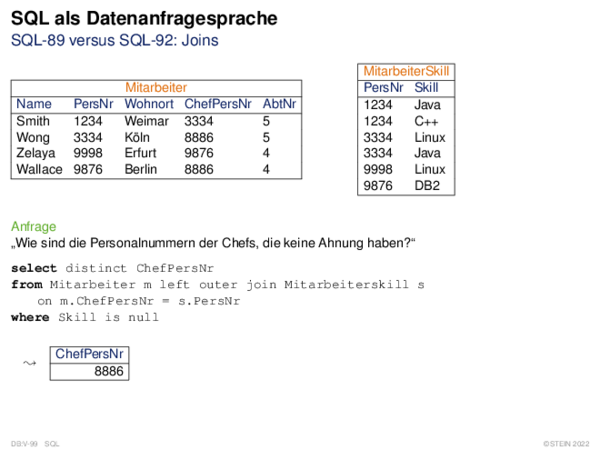 SQL als Datenanfragesprache
SQL-89 versus SQL-92: Joins
Mitarbeiter
Name PersNr Wohnort ChefPersNr AbtNr
Smith 1234 Weimar 3334 5
Wong 3334 Köln 8886 5
Zelaya 9998 Erfurt 9876 4
Wallace 9876 Berlin 8886 4
MitarbeiterSkill
PersNr Skill
1234 Java
1234 C++
3334 Linux
3334 Java
9998 Linux
9876 DB2
Anfrage
„Wie sind die Personalnummern der Chefs, die keine Ahnung haben?“
select distinct ChefPersNr
from Mitarbeiter m left outer join Mitarbeiterskill s
on m.ChefPersNr = s.PersNr
where Skill is null
⤳ ChefPersNr
8886
DB:V-99 SQL
©STEIN 2022